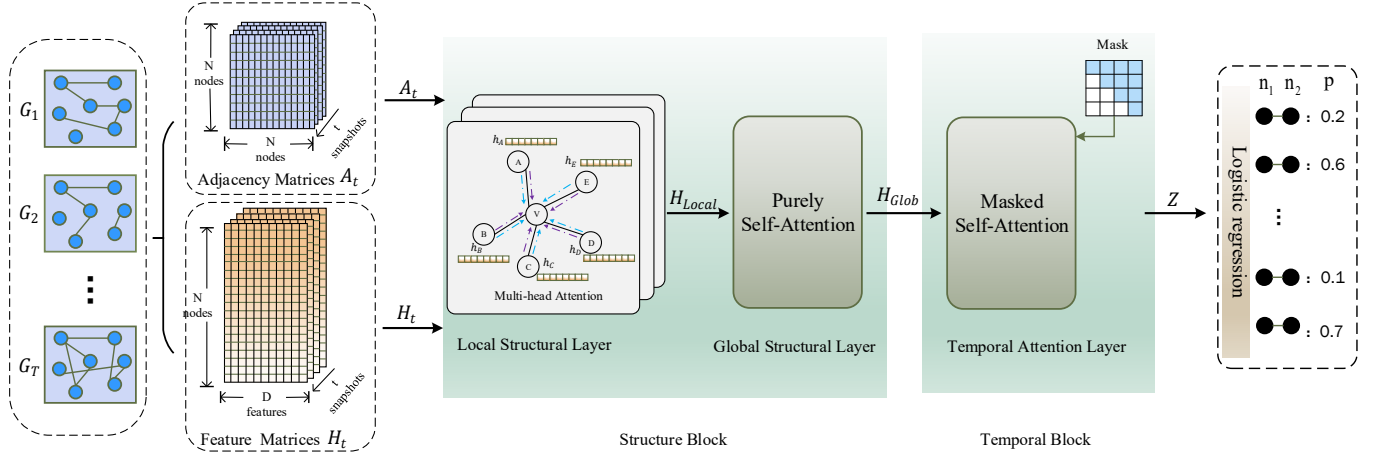 G₁
G₂
G_T
N
nodes
N
nodes
t
snapshots
Adjacency Matrices A_t
N
nodes
D
features
t
snapshots
Feature Matrices H_t
A_t
H_t
h_A
A
h_E
E
V
B
h_B
C
h_C
D
h_D
Multi-head Attention
Local Structural Layer
H_Local
Purely
Self-Attention
Global Structural Layer
Structure Block
H_Glob
Mask
Masked
Self-Attention
Temporal Attention Layer
Temporal Block
Z
Logistic regression
n₁ n₂ p
: 0.2
: 0.6
...
: 0.1
: 0.7